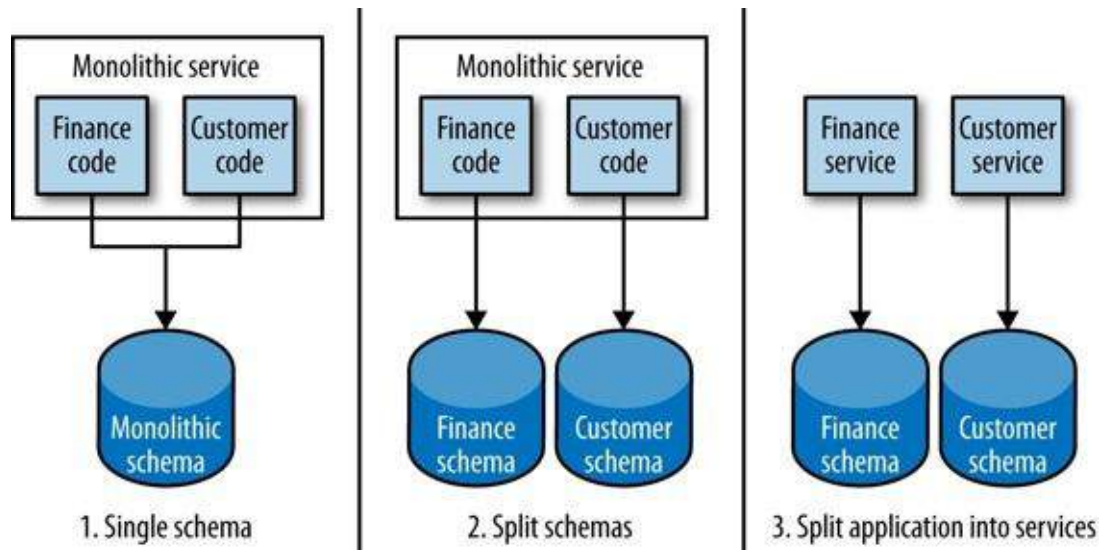 Monolithic service
Finance
code
Customer
code
Monolithic
schema
1. Single schema
Monolithic service
Finance
code
Customer
code
Finance
schema
Customer
schema
2. Split schemas
Finance
service
Customer
service
Finance
schema
Customer
schema
3. Split application into services